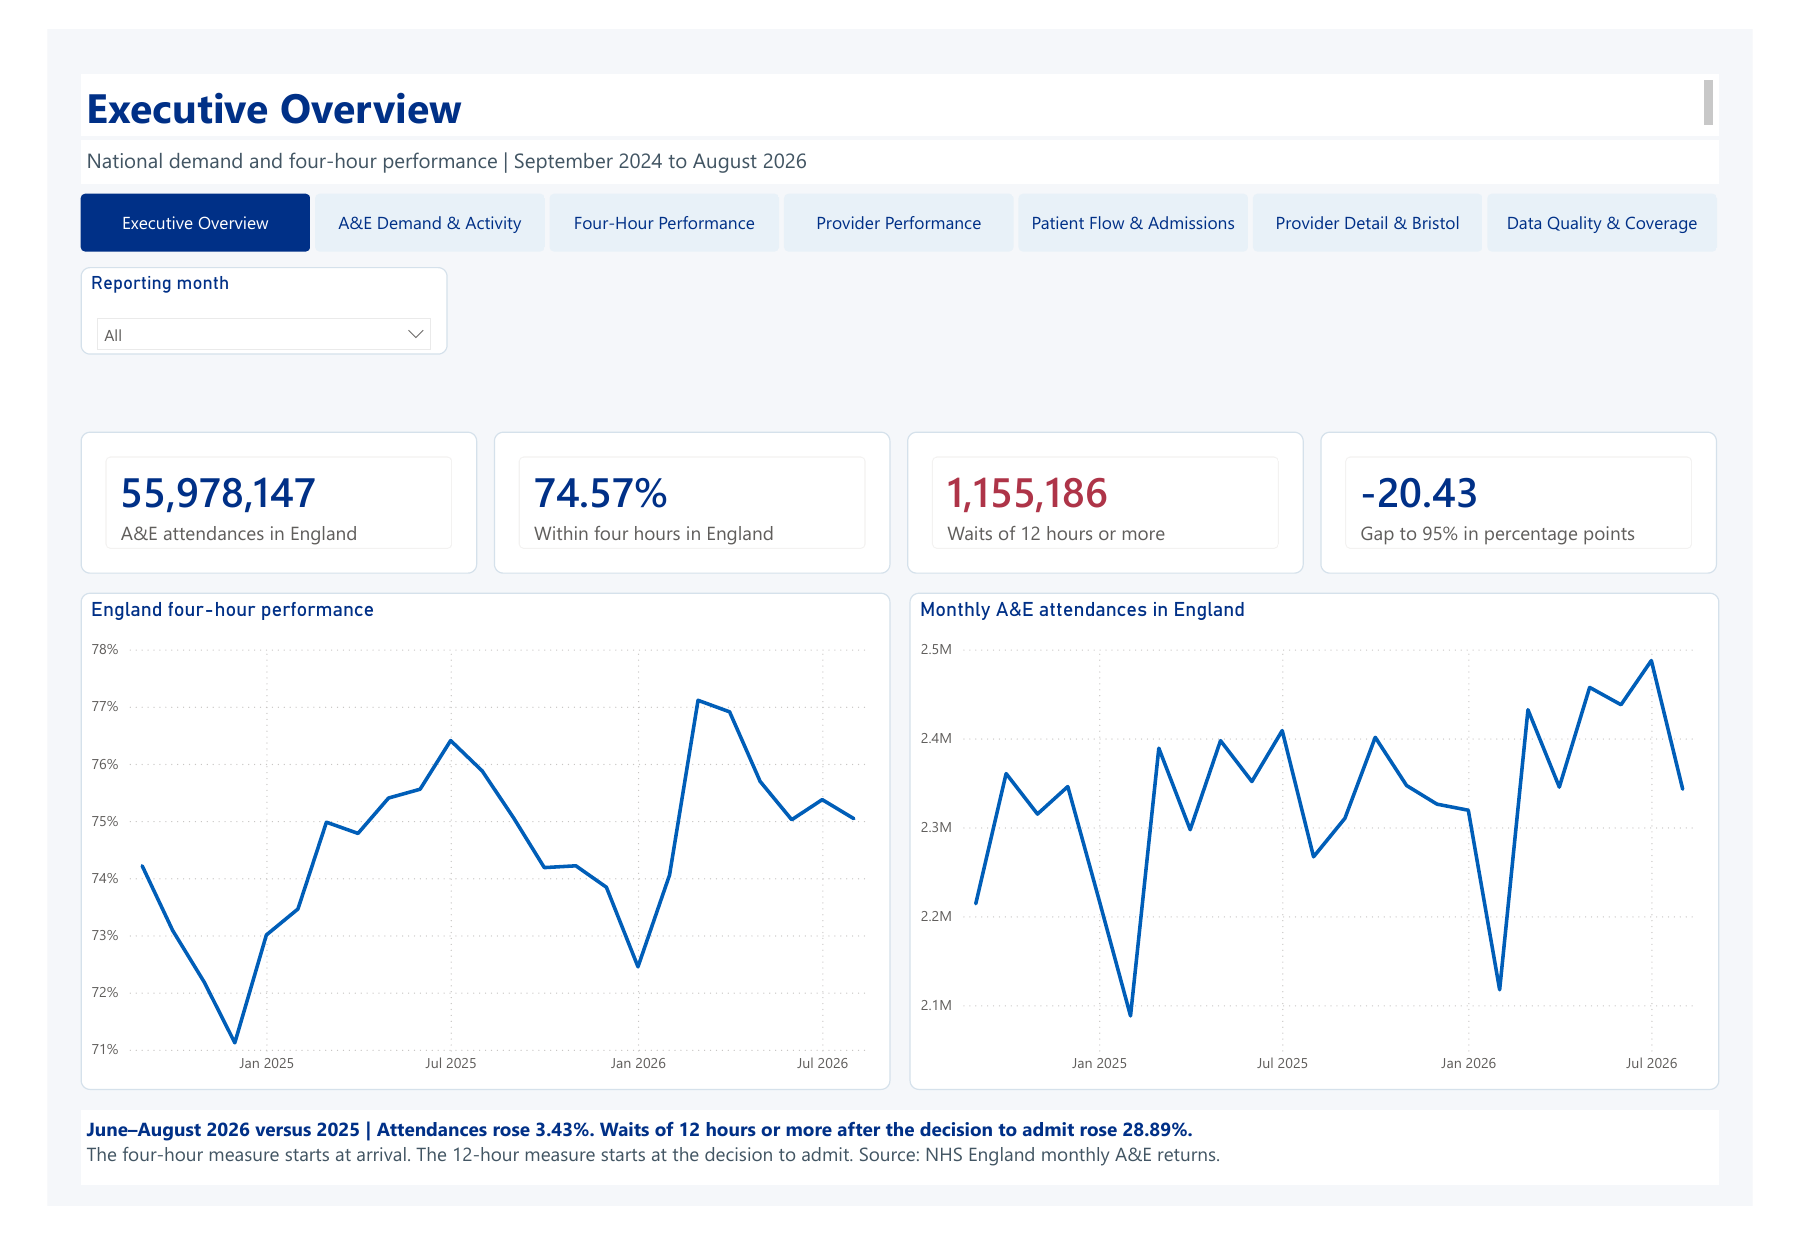 Executive Overview
National demand and four-hour performance | September 2024 to August 2026
Executive Overview
A&E Demand & Activity
Four-Hour Performance
Provider Performance
Patient Flow & Admissions
Provider Detail & Bristol
Data Quality & Coverage
Reporting month
All
55,978,147
A&E attendances in England
74.57%
Within four hours in England
1,155,186
Waits of 12 hours or more
-20.43
Gap to 95% in percentage points
England four-hour performance
78%
77%
76%
75%
74%
73%
72%
71%
Jan 2025
Jul 2025
Jan 2026
Jul 2026
Monthly A&E attendances in England
2.5M
2.4M
2.3M
2.2M
2.1M
Jan 2025
Jul 2025
Jan 2026
Jul 2026
June–August 2026 versus 2025 | Attendances rose 3.43%. Waits of 12 hours or more after the decision to admit rose 28.89%.
The four-hour measure starts at arrival. The 12-hour measure starts at the decision to admit. Source: NHS England monthly A&E returns.